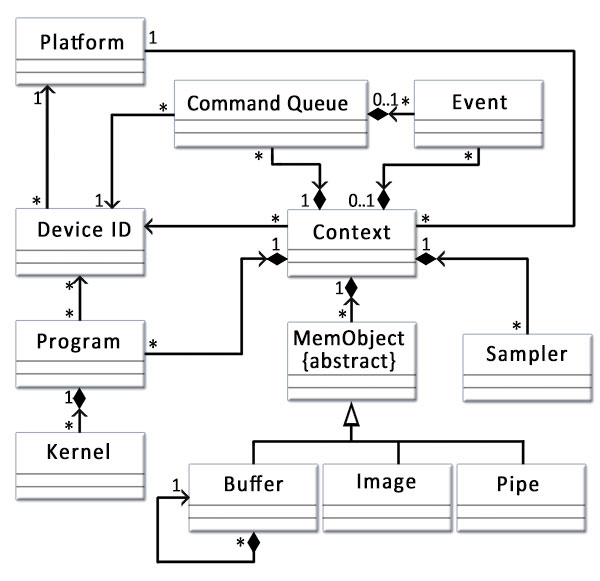 Platform
1
1
*
Command Queue
0..1
*
Event
*
*
*
1
1
0..1
*
Device ID
*
Context
*
1
1
*
*
1
*
Program
*
MemObject
{abstract}
*
Sampler
1
*
Kernel
1
Buffer
Image
Pipe
*